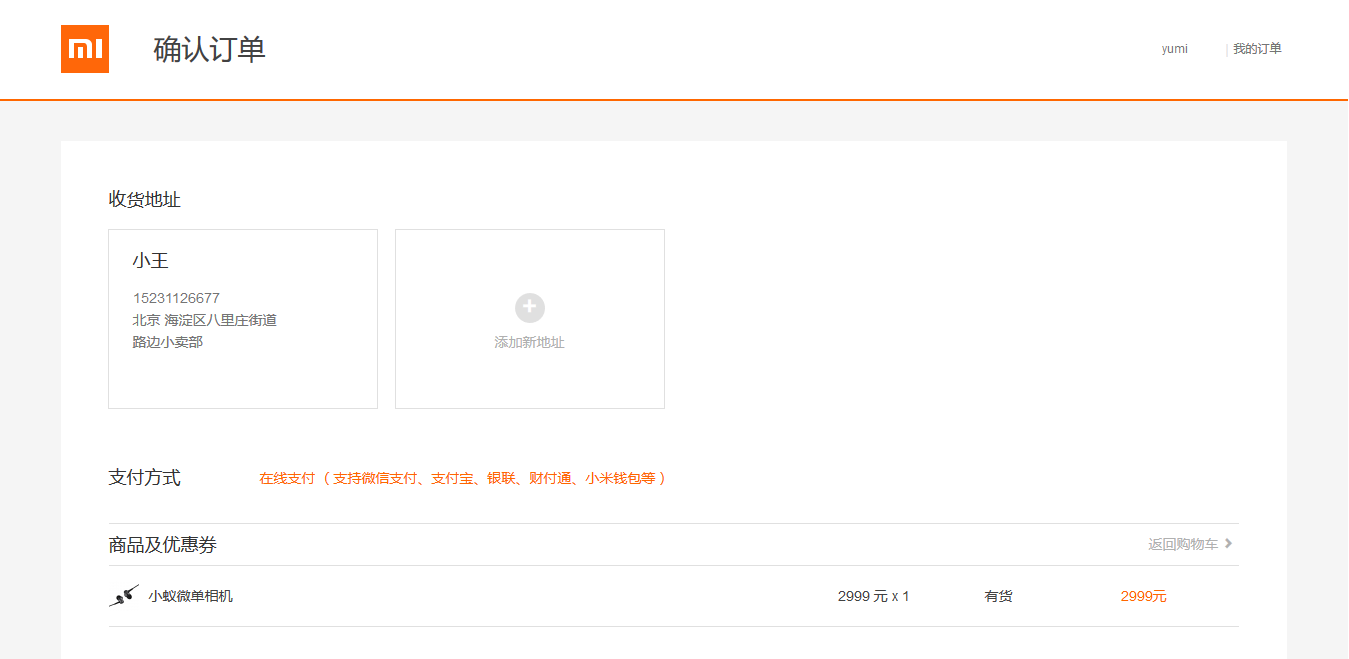 mi
确认订单
yumi
| 我的订单
收货地址
小王
15231126677
北京 海淀区八里庄街道
路边小卖部
添加新地址
支付方式
在线支付（支持微信支付、支付宝、银联、财付通、小米钱包等）
商品及优惠券
返回购物车
小蚁微单相机
2999 元 x 1
有货
2999元